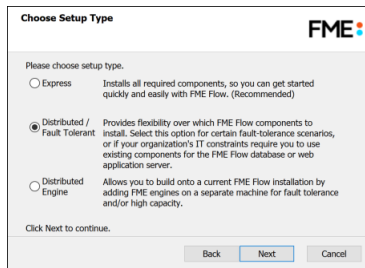 Choose Setup Type
FME
Please choose setup type.
Express
Installs all required components, so you can get started
quickly and easily with FME Flow. (Recommended)
Distributed /
Fault Tolerant
Provides flexibility over which FME Flow components to
install. Select this option for certain fault-tolerance scenarios,
or if your organization's IT constraints require you to use
existing components for the FME Flow database or web
application server.
Distributed
Engine
Allows you to build onto a current FME Flow installation by
adding FME engines on a separate machine for fault tolerance
and/or high capacity.
Click Next to continue.
Back
Next
Cancel